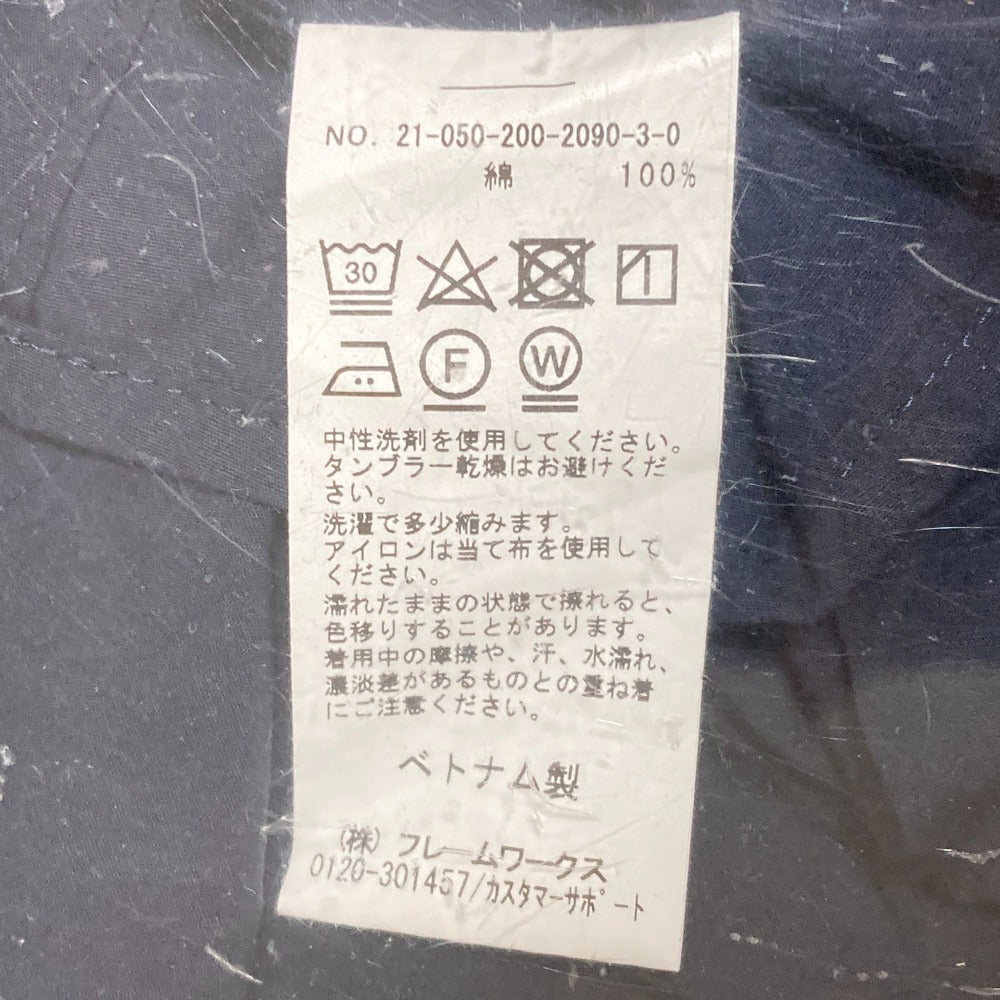 NO. 21-050-200-2090-3-0
綿 100%
30
F W
中性洗剤を使用してください。
タンブラー乾燥はお避けくだ
さい。
洗濯で多少縮みます。
アイロンは当て布を使用して
ください。
濡れたままの状態で擦れると、
色移りすることがあります。
着用中の摩擦や、汗、水濡れ、
濃淡差があるものとの重ね着
にご注意ください。
ベトナム製
(株) フレームワークス
0120-301457/カスタマーサポート